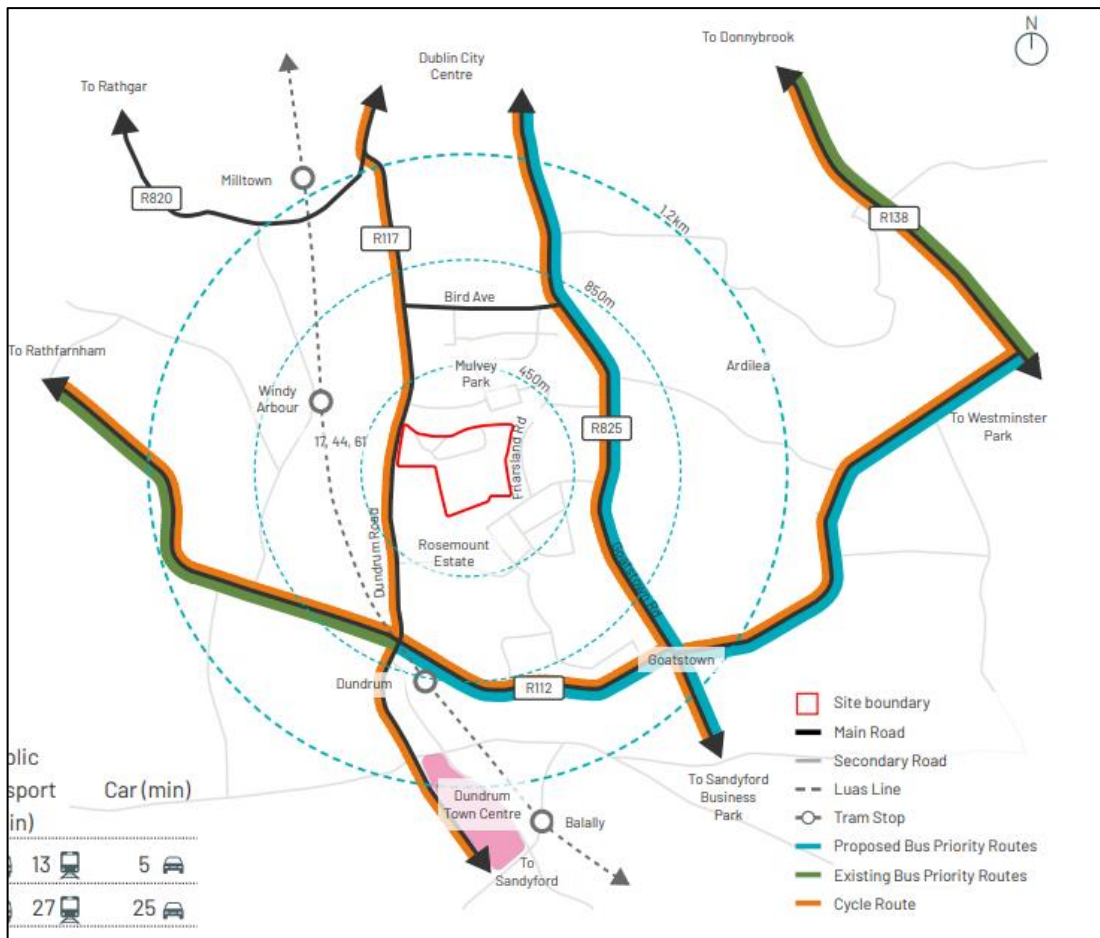 N
To Donnybrook
Dublin City
Centre
To Rathgar
Milltown
R820
R117
R138
1.2km
850m
Bird Ave
To Rathfarnham
Mulvey
Park
450m
Ardilea
Windy
Arbour
To Westminster
Park
R825
17, 44, 61
Friarsland Rd
Dundrum Road
Rosemount
Estate
Goatstown Rd
Goatstown
Dundrum
R112
Site boundary
Main Road
Secondary Road
Luas Line
Tram Stop
Proposed Bus Priority Routes
Existing Bus Priority Routes
Cycle Route
To Sandyford
Business
Park
Dundrum
Town Centre
Balally
To
Sandyford
Car (min)
13 5
27 25